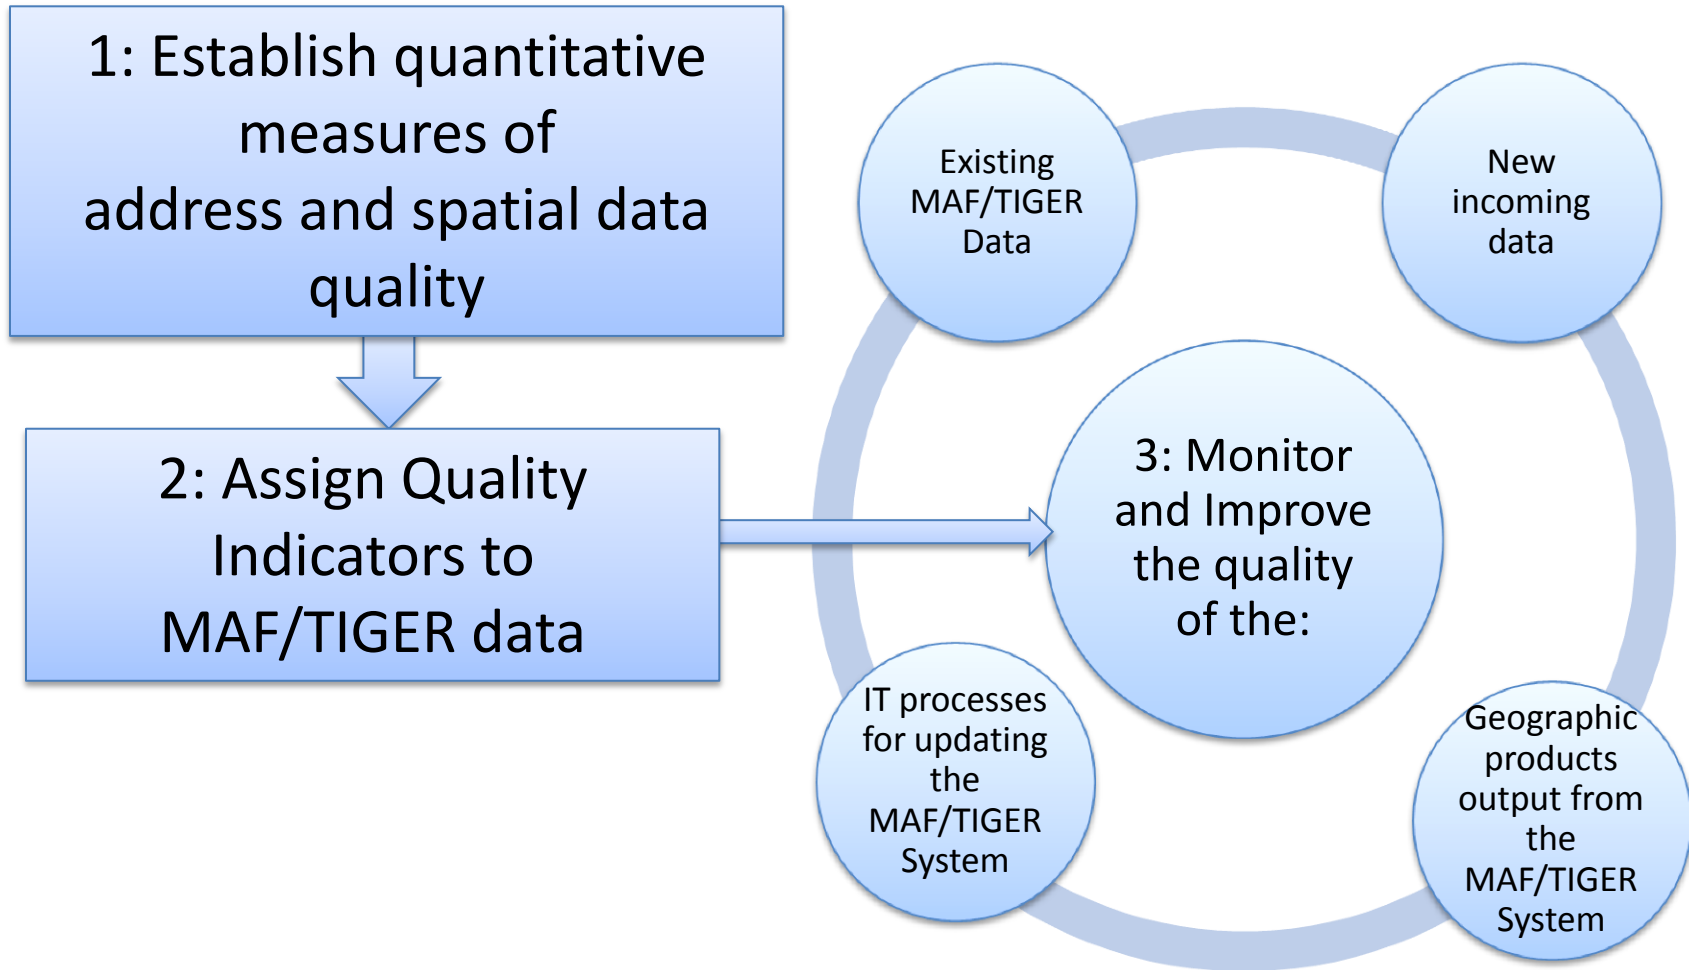 1: Establish quantitative
measures of
address and spatial data
quality
2: Assign Quality
Indicators to
MAF/TIGER data
3: Monitor
and Improve
the quality
of the:
Existing
MAF/TIGER
Data
New
incoming
data
IT processes
for updating
the
MAF/TIGER
System
Geographic
products
output from
the
MAF/TIGER
System